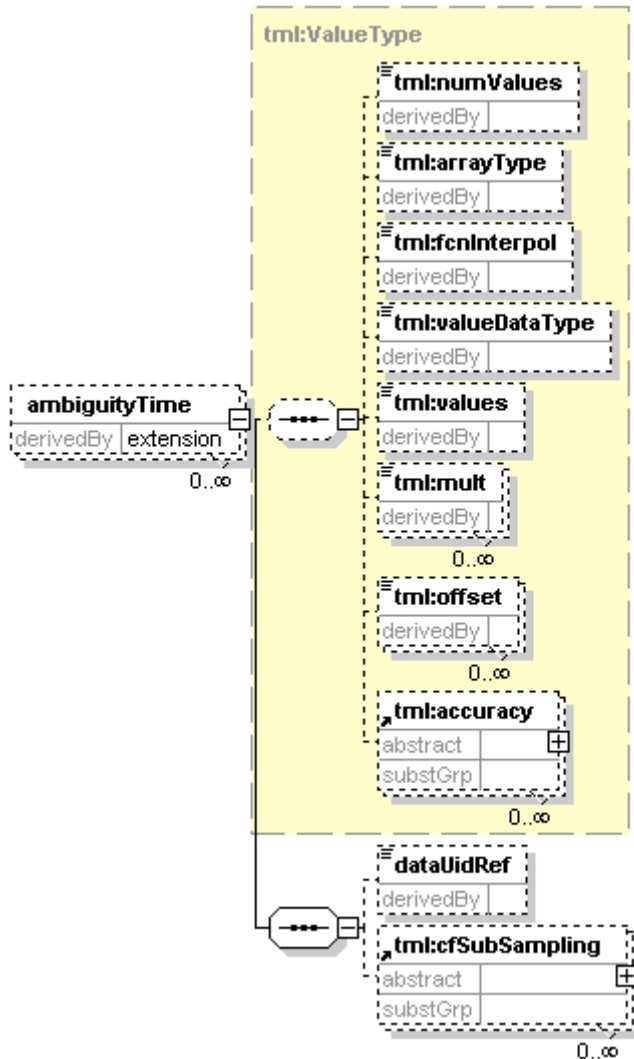 tml:ValueType
tml:numValues
derivedBy
tml:arrayType
derivedBy
tml:fcnInterpol
derivedBy
tml:valueDataType
derivedBy
ambiguityTime
derivedBy extension
0..∞
tml:values
derivedBy
tml:mult
derivedBy
0..∞
tml:offset
derivedBy
0..∞
tml:accuracy
abstract
substGrp
0..∞
dataUidRef
derivedBy
tml:cfSubSampling
abstract
substGrp
0..∞